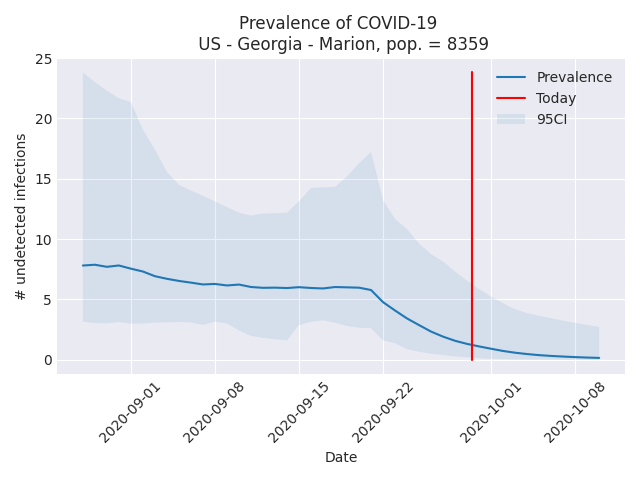 Prevalence of COVID-19
US - Georgia - Marion, pop. = 8359
25
20
15
10
5
0
# undetected infections
Prevalence
Today
95CI
2020-09-01
2020-09-08
2020-09-15
2020-09-22
2020-10-01
2020-10-08
Date